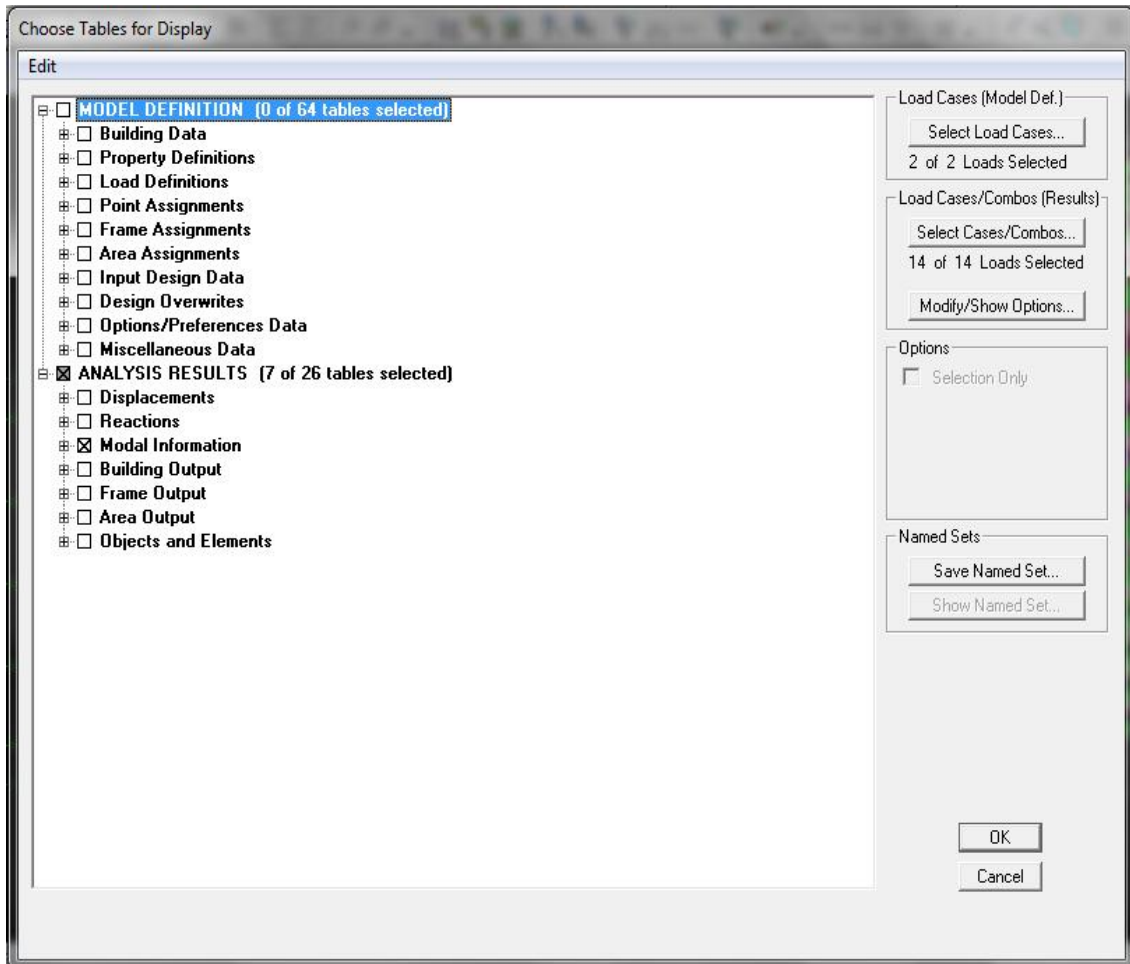 Choose Tables for Display
Edit
MODEL DEFINITION (0 of 64 tables selected)
Building Data
Property Definitions
Load Definitions
Point Assignments
Frame Assignments
Area Assignments
Input Design Data
Design Overwrites
Options/Preferences Data
Miscellaneous Data
ANALYSIS RESULTS (7 of 26 tables selected)
Displacements
Reactions
Modal Information
Building Output
Frame Output
Area Output
Objects and Elements
Load Cases (Model Def.)
Select Load Cases...
2 of 2 Loads Selected
Load Cases/Combos (Results)
Select Cases/Combos...
14 of 14 Loads Selected
Modify/Show Options...
Options
Selection Only
Named Sets
Save Named Set...
Show Named Set...
OK
Cancel